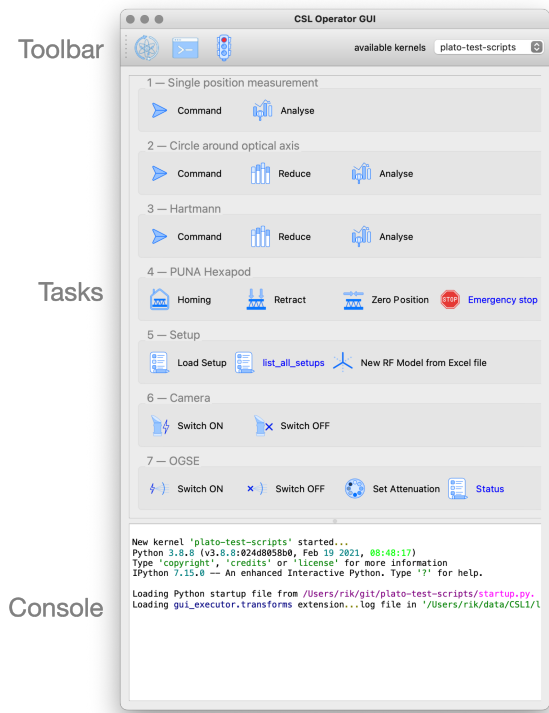 CSL Operator GUI
Toolbar
available kernels plato-test-scripts
1 — Single position measurement
Command Analyse
2 — Circle around optical axis
Command Reduce Analyse
3 — Hartmann
Command Reduce Analyse
4 — PUNA Hexapod
Tasks
Homing Retract Zero Position STOP Emergency stop
5 — Setup
Load Setup list_all_setups New RF Model from Excel file
6 — Camera
Switch ON Switch OFF
7 — OGSE
Switch ON Switch OFF Set Attenuation Status
New kernel 'plato-test-scripts' started...
Python 3.8.8 (v3.8.8:024d8058b0, Feb 19 2021, 08:48:17)
Type 'copyright', 'credits' or 'license' for more information
IPython 7.15.0 -- An enhanced Interactive Python. Type '?' for help.
Loading Python startup file from /Users/rik/git/plato-test-scripts/startup.py.
Console
Loading gui_executor.transforms extension...log file in '/Users/rik/data/CSL1/l